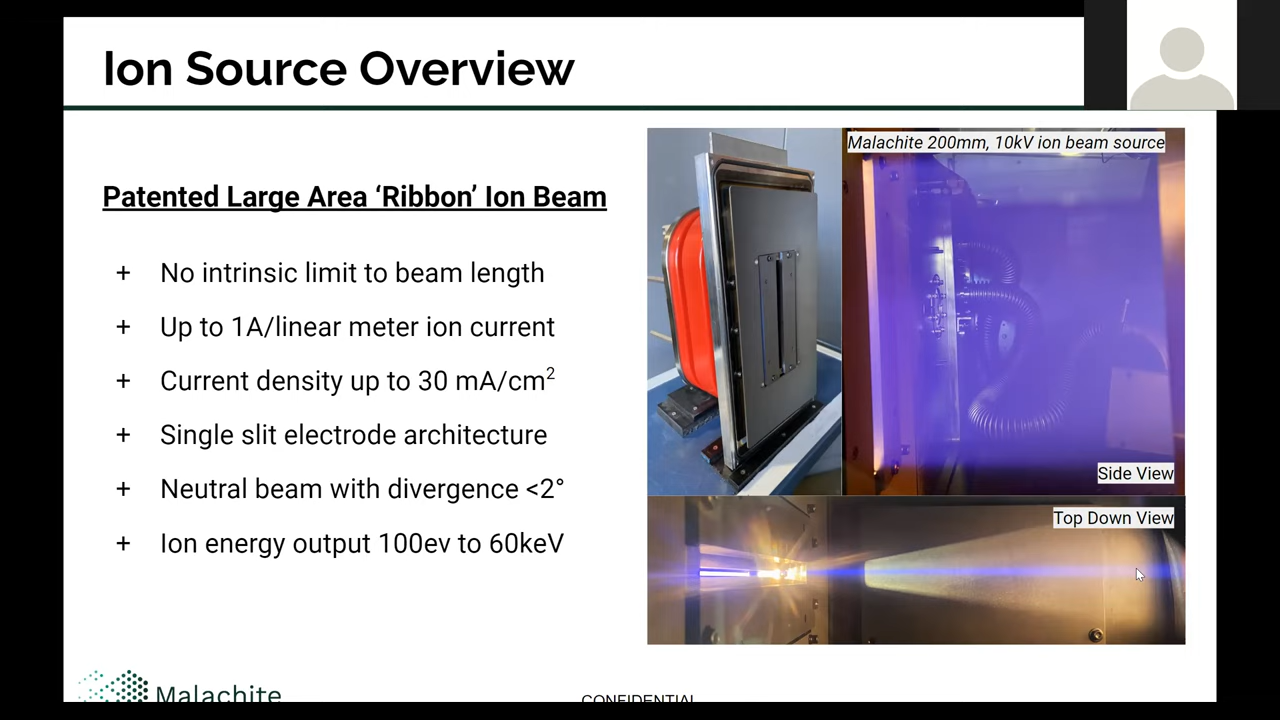 Ion Source Overview
Patented Large Area ‘Ribbon’ Ion Beam
+ No intrinsic limit to beam length
+ Up to 1A/linear meter ion current
+ Current density up to 30 mA/cm²
+ Single slit electrode architecture
+ Neutral beam with divergence <2°
+ Ion energy output 100ev to 60keV
Malachite 200mm, 10kV ion beam source
Side View
Top Down View
Malachite
CONFIDENTIAL